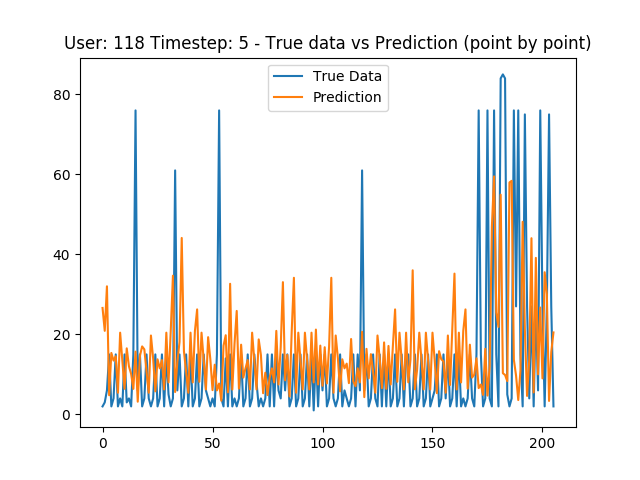 User: 118 Timestep: 5 - True data vs Prediction (point by point)
True Data
Prediction
80
60
40
20
0
0 50 100 150 200